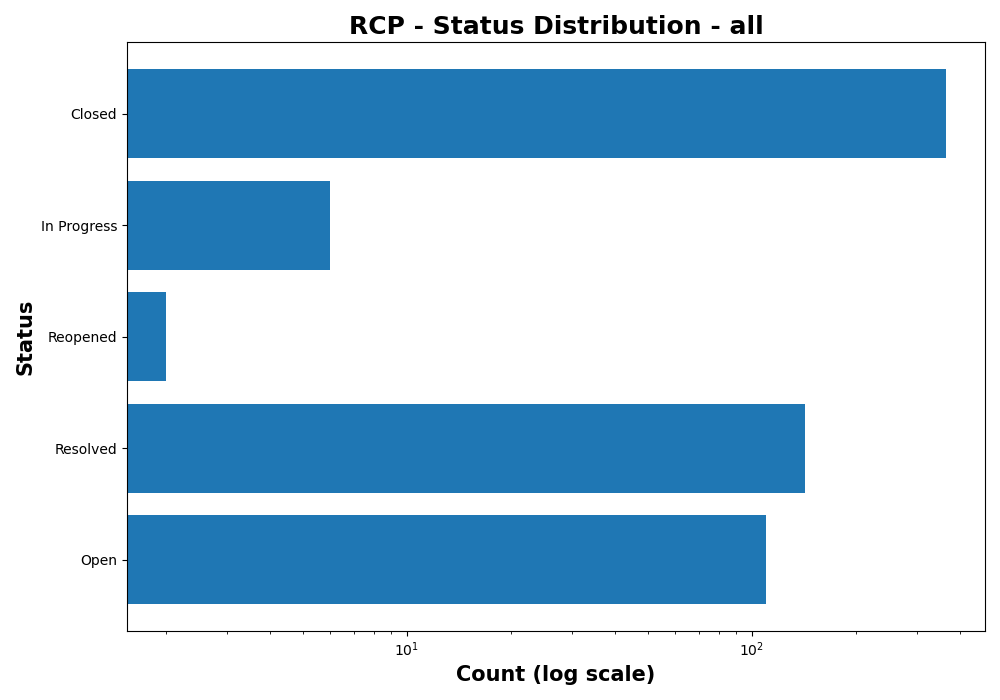 RCP - Status Distribution - all
Status
Closed
In Progress
Reopened
Resolved
Open
10¹
10²
Count (log scale)